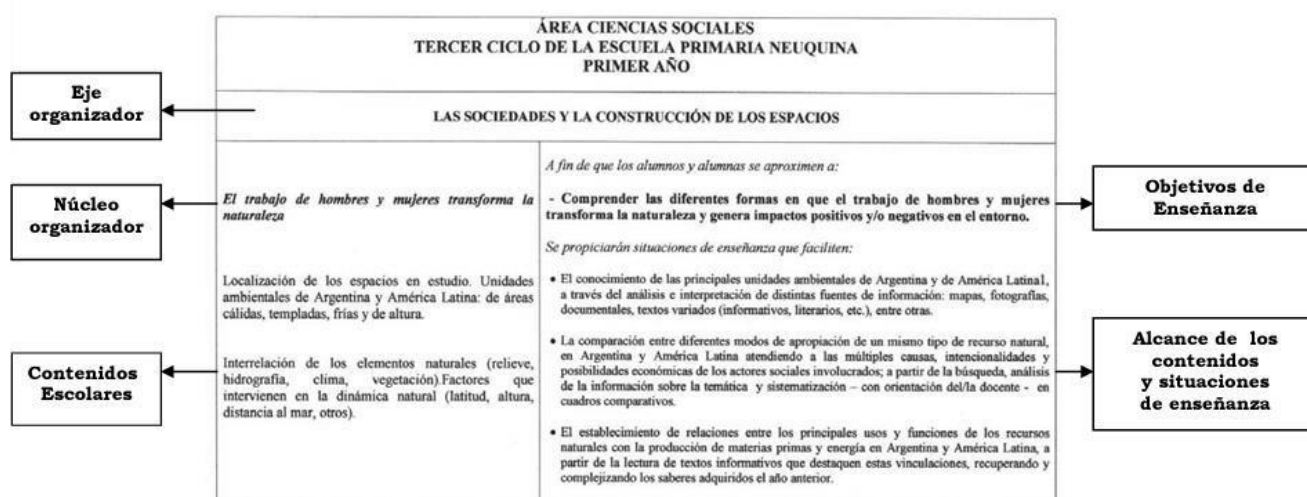 ÁREA CIENCIAS SOCIALES
TERCER CICLO DE LA ESCUELA PRIMARIA NEUQUINA
PRIMER AÑO
Eje
organizador
LAS SOCIEDADES Y LA CONSTRUCCIÓN DE LOS ESPACIOS
Núcleo
organizador
El trabajo de hombres y mujeres transforma la
naturaleza
Localización de los espacios en estudio. Unidades
ambientales de Argentina y América Latina: de áreas
cálidas, templadas, frías y de altura.
Contenidos
Escolares
Interrelación de los elementos naturales (relieve,
hidrografía, clima, vegetación).Factores que
intervienen en la dinámica natural (latitud, altura,
distancia al mar, otros).
A fin de que los alumnos y alumnas se aproximen a:
- Comprender las diferentes formas en que el trabajo de hombres y mujeres
transforma la naturaleza y genera impactos positivos y/o negativos en el entorno.
Objetivos de
Enseñanza
Se propiciarán situaciones de enseñanza que faciliten:
• El conocimiento de las principales unidades ambientales de Argentina y de América Latinal,
a través del análisis e interpretación de distintas fuentes de información: mapas, fotografías,
documentales, textos variados (informativos, literarios, etc.), entre otras.
• La comparación entre diferentes modos de apropiación de un mismo tipo de recurso natural,
en Argentina y América Latina atendiendo a las múltiples causas, intencionalidades y
posibilidades económicas de los actores sociales involucrados; a partir de la búsqueda, análisis
de la información sobre la temática y sistematización – con orientación del/la docente - en
cuadros comparativos.
Alcance de los
contenidos
y situaciones
de enseñanza
• El establecimiento de relaciones entre los principales usos y funciones de los recursos
naturales con la producción de materias primas y energía en Argentina y América Latina, a
partir de la lectura de textos informativos que destaquen estas vinculaciones, recuperando y
complejizando los saberes adquiridos el año anterior.